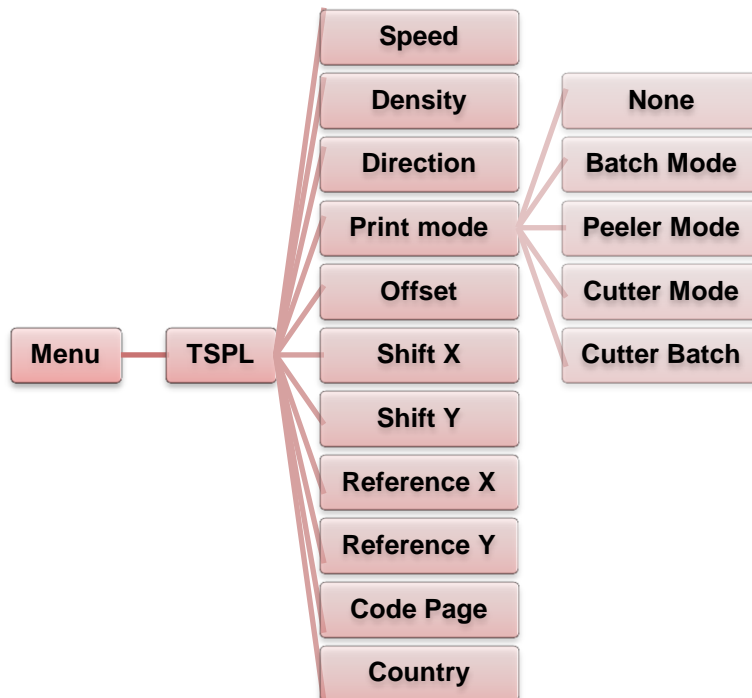 Menu
TSPL
Speed
Density
Direction
Print mode
Offset
Shift X
Shift Y
Reference X
Reference Y
Code Page
Country
None
Batch Mode
Peeler Mode
Cutter Mode
Cutter Batch